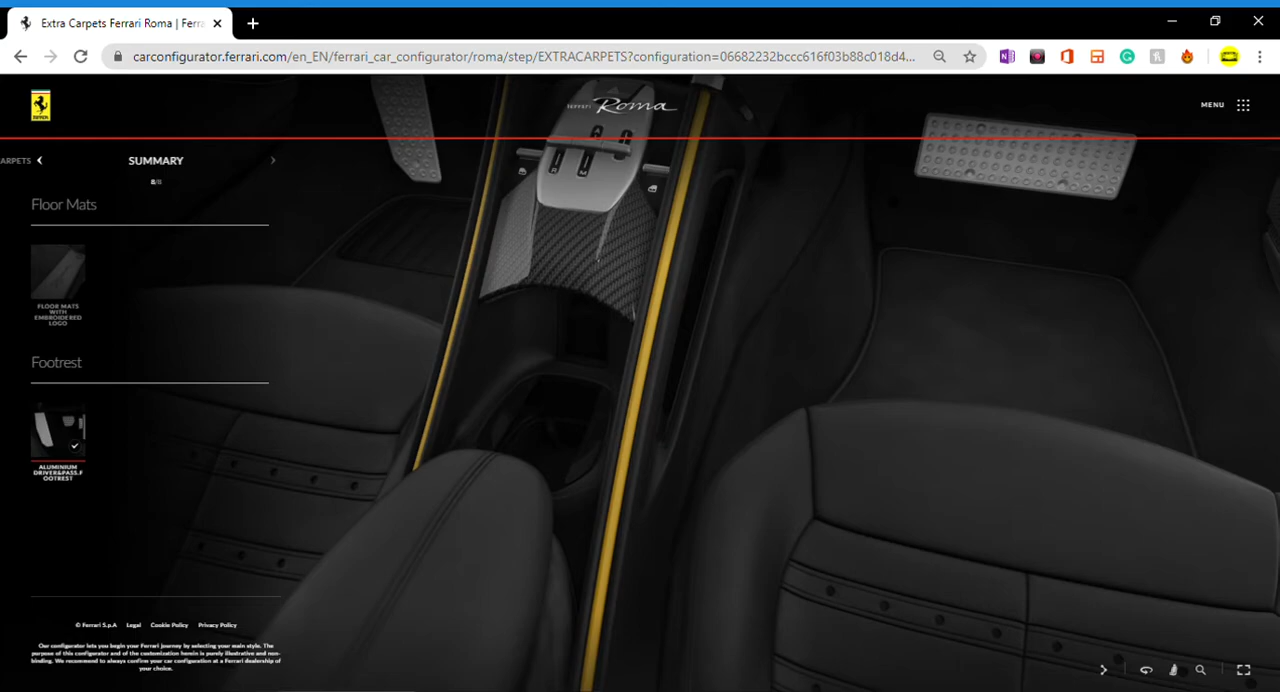 Extra Carpets Ferrari Roma | Ferra
carconfigurator.ferrari.com/en_EN/ferrari_car_configurator/roma/step/EXTRACARPETS?configuration=06682232bccc616f03b88c018d4...
Ferrari Roma
MENU
ARPETS
SUMMARY
8/8
Floor Mats
FLOOR MATS
WITH
EMBROIDERED
LOGO
Footrest
ALUMINIUM
DRIVER&PASS.F
OOTREST
© Ferrari S.p.A Legal Cookie Policy Privacy Policy
Our configurator lets you begin your Ferrari journey by selecting your main style. The
purpose of this configurator and of the customization herein is purely illustrative and non-
binding. We recommend to always confirm your car configuration at a Ferrari dealership of
your choice.